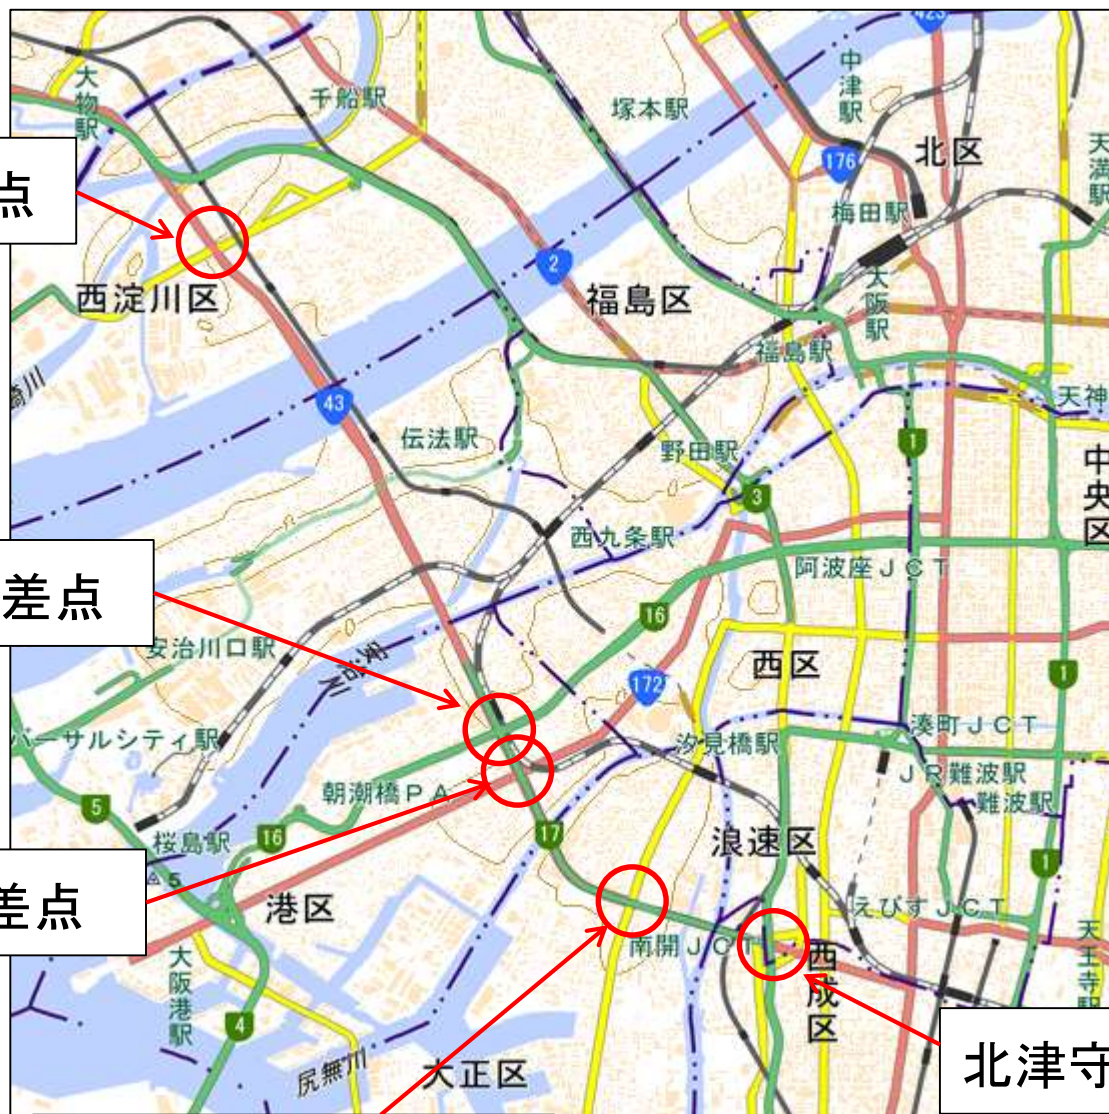 423
大物駅
千船駅
塚本駅
中津駅
176
北区
天満駅
点
梅田駅
西淀川区
2
福島区
大阪駅
福島駅
43
天神
伝法駅
野田駅
1
中央区
3
西九条駅
阿波座JCT
差点
16
安治川口駅
安治川
西区
172
1
バーサルシティ駅
汐見橋駅
湊町JCT
JR難波駅
朝潮橋PA
難波駅
5
16
17
桜島駅
浪速区
1
5
差点
港区
えびすJCT
南開JCT
天王寺駅
大阪港駅
西成区
4
尻無川
大正区
北津守